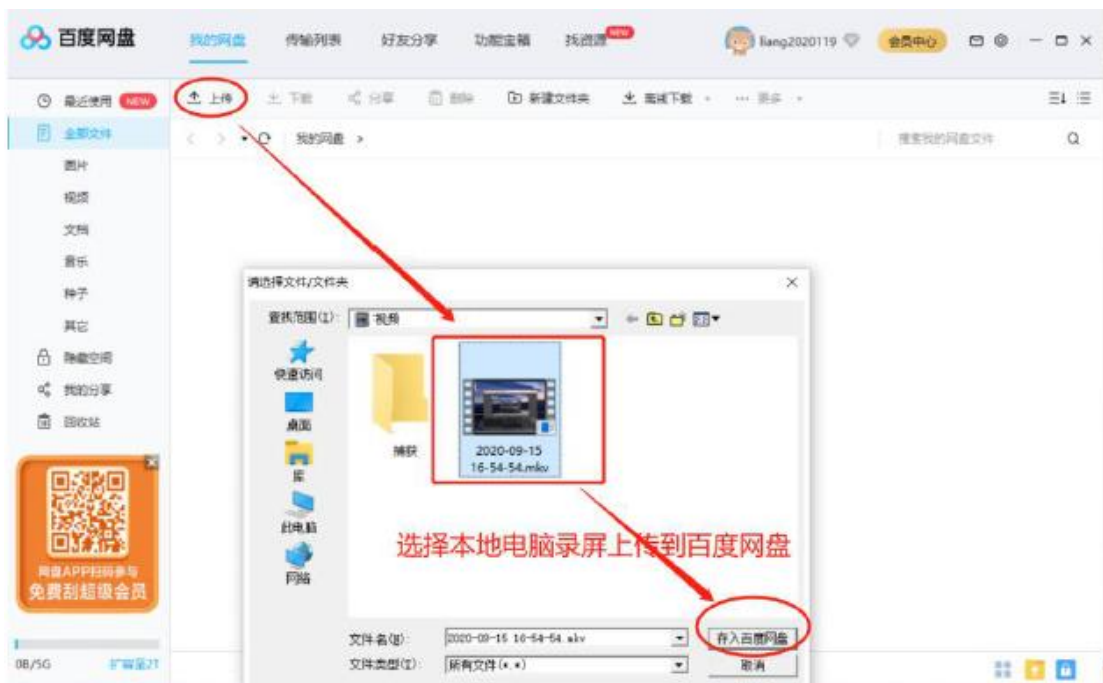 百度网盘
我的网盘 传输列表 好友分享 功能宝箱 找资源 NEW
liang2020119
会员中心
最近使用 NEW
上传 下载 分享 删除 新建文件夹 离线下载 更多
全部文件
我的网盘 >
搜索我的网盘文件
图片
视频
文档
音乐
种子
其它
隐藏空间
我的分享
回收站
请选择文件/文件夹
查找范围(I): 视频
快速访问
桌面
库
此电脑
网络
捕获
2020-09-15
16-54-54.mkv
选择本地电脑录屏上传到百度网盘
网盘APP扫码参与
免费刮超级会员
文件名(N): 2020-09-15 16-54-54.mkv
存入百度网盘
文件类型(T): 所有文件(*.*)
取消
0B/5G 扩容至2T